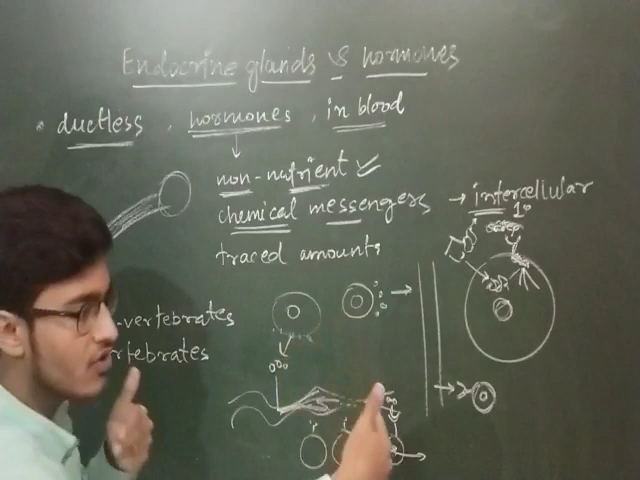 Endocrine glands & hormones
• ductless, hormones, in blood
non-nutrient
chemical messengers → intercellular
1°
traced amounts
-vertebrates
rtebrates